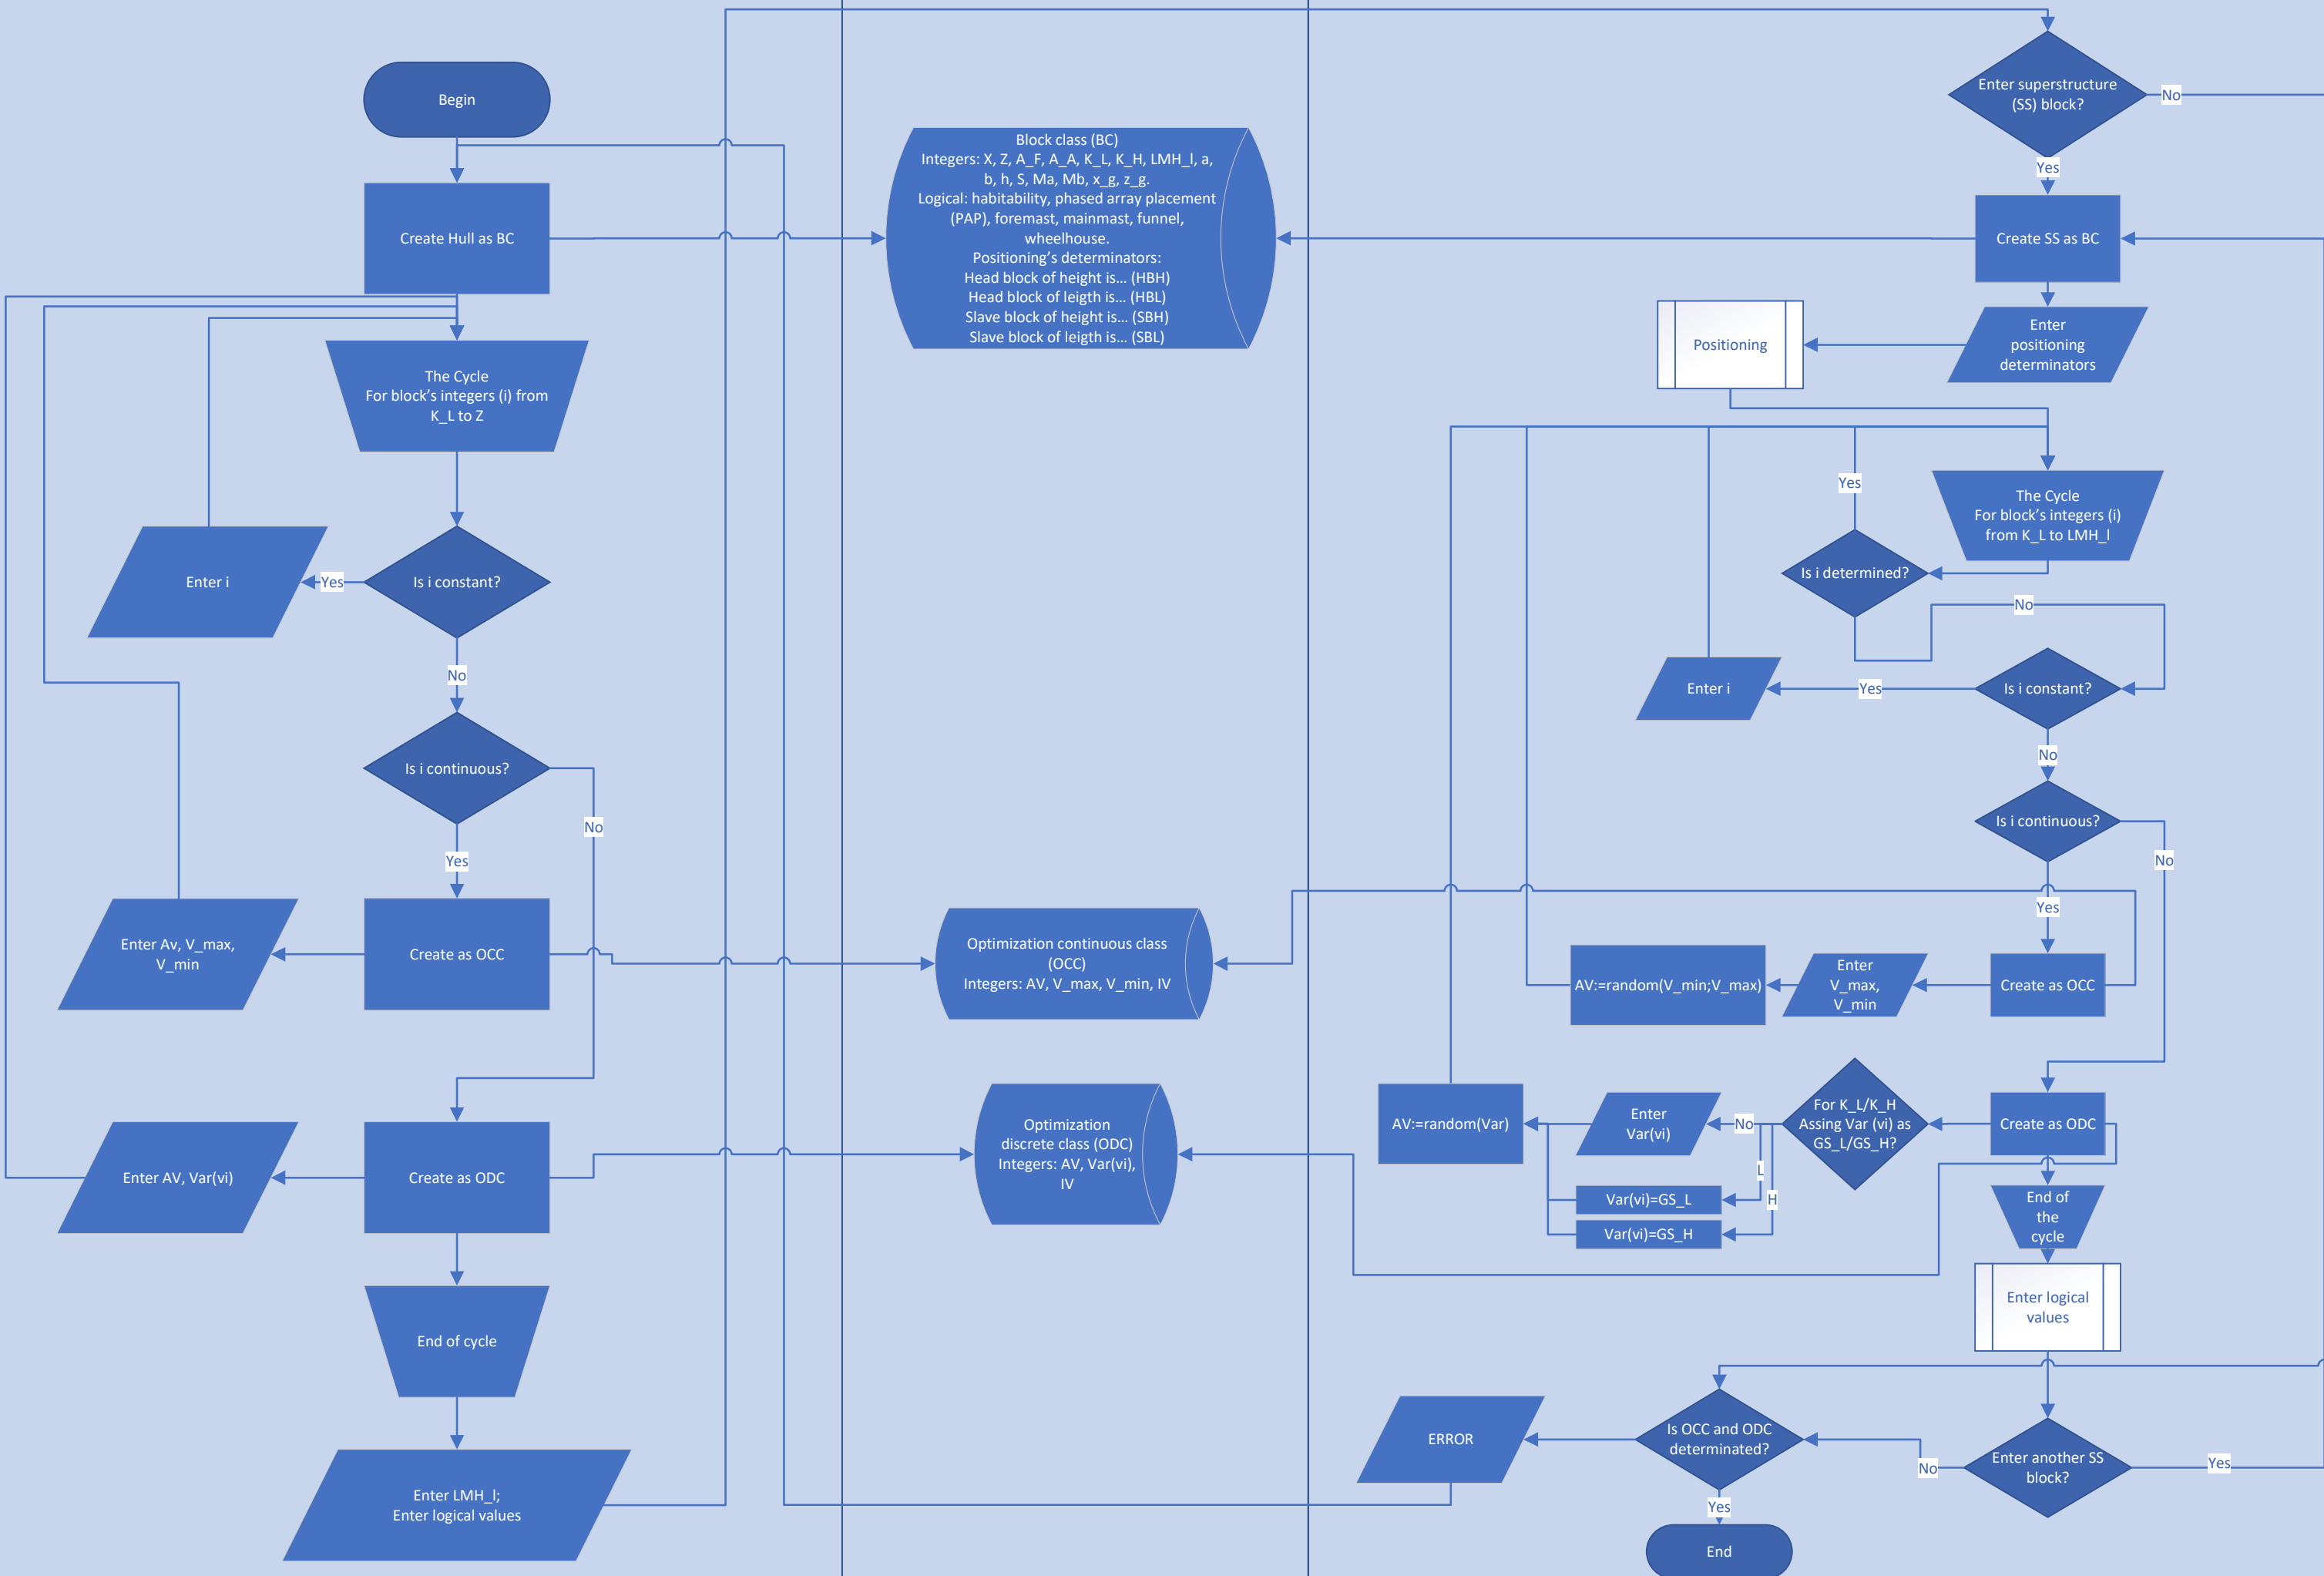 Begin
Create Hull as BC
The Cycle
For block's integers (i) from
K_L to Z
Is i constant?
Yes
Enter i
No
Is i continuous?
No
Yes
Create as OCC
Enter Av, V_max,
V_min
Create as ODC
Enter AV, Var(vi)
End of cycle
Enter LMH_l;
Enter logical values
Block class (BC)
Integers: X, Z, A_F, A_A, K_L, K_H, LMH_l, a,
b, h, S, Ma, Mb, x_g, z_g.
Logical: habitability, phased array placement
(PAP), foremast, mainmast, funnel,
wheelhouse.
Positioning's determinators:
Head block of height is... (HBH)
Head block of leigth is... (HBL)
Slave block of height is... (SBH)
Slave block of leigth is... (SBL)
Optimization continuous class
(OCC)
Integers: AV, V_max, V_min, IV
Optimization
discrete class (ODC)
Integers: AV, Var(vi),
IV
Enter superstructure
(SS) block?
No
Yes
Create SS as BC
Enter
positioning
determinators
Positioning
The Cycle
For block's integers (i)
from K_L to LMH_l
Yes
Is i determined?
No
Is i constant?
Yes
Enter i
No
Is i continuous?
No
Yes
Create as OCC
Enter
V_max,
V_min
AV:=random(V_min;V_max)
Create as ODC
For K_L/K_H
Assing Var (vi) as
GS_L/GS_H?
No
Enter
Var(vi)
AV:=random(Var)
L
Var(vi)=GS_L
H
Var(vi)=GS_H
End of
the
cycle
Enter logical
values
Enter another SS
block?
Yes
No
Is OCC and ODC
determinated?
ERROR
Yes
End